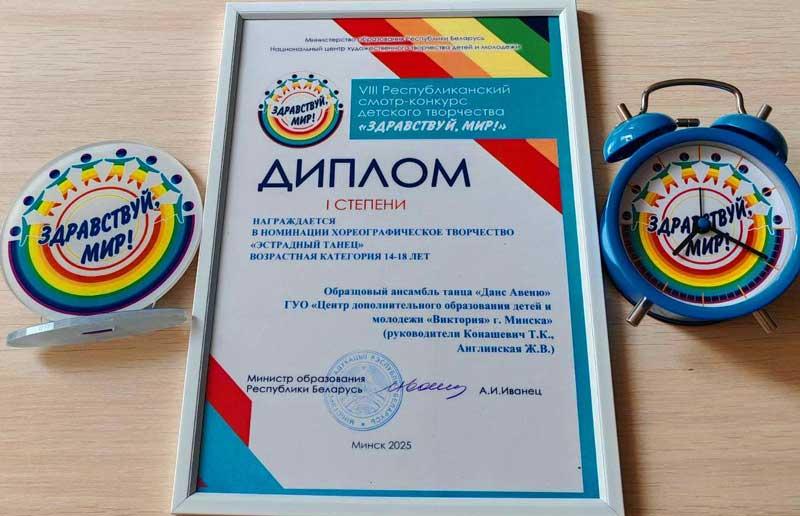 Министерство образования Республики Беларусь
Национальный центр художественного творчества детей и молодежи
VIII Республиканский
смотр-конкурс
детского творчества
«ЗДРАВСТВУЙ, МИР!»
ЗДРАВСТВУЙ,
МИР!
ДИПЛОМ
I СТЕПЕНИ
НАГРАЖДАЕТСЯ
В НОМИНАЦИИ ХОРЕОГРАФИЧЕСКОЕ ТВОРЧЕСТВО
«ЭСТРАДНЫЙ ТАНЕЦ»
ВОЗРАСТНАЯ КАТЕГОРИЯ 14-18 ЛЕТ
Образцовый ансамбль танца «Данс Авеню»
ГУО «Центр дополнительного образования детей и
молодежи «Виктория» г. Минска»
(руководители Конашевич Т.К.,
Англинская Ж.В.)
Министр образования
Республики Беларусь
А.И.Иванец
Минск 2025
ЗДРАВСТВУЙ,
МИР!
ЗДРАВСТВУЙ,
МИР!